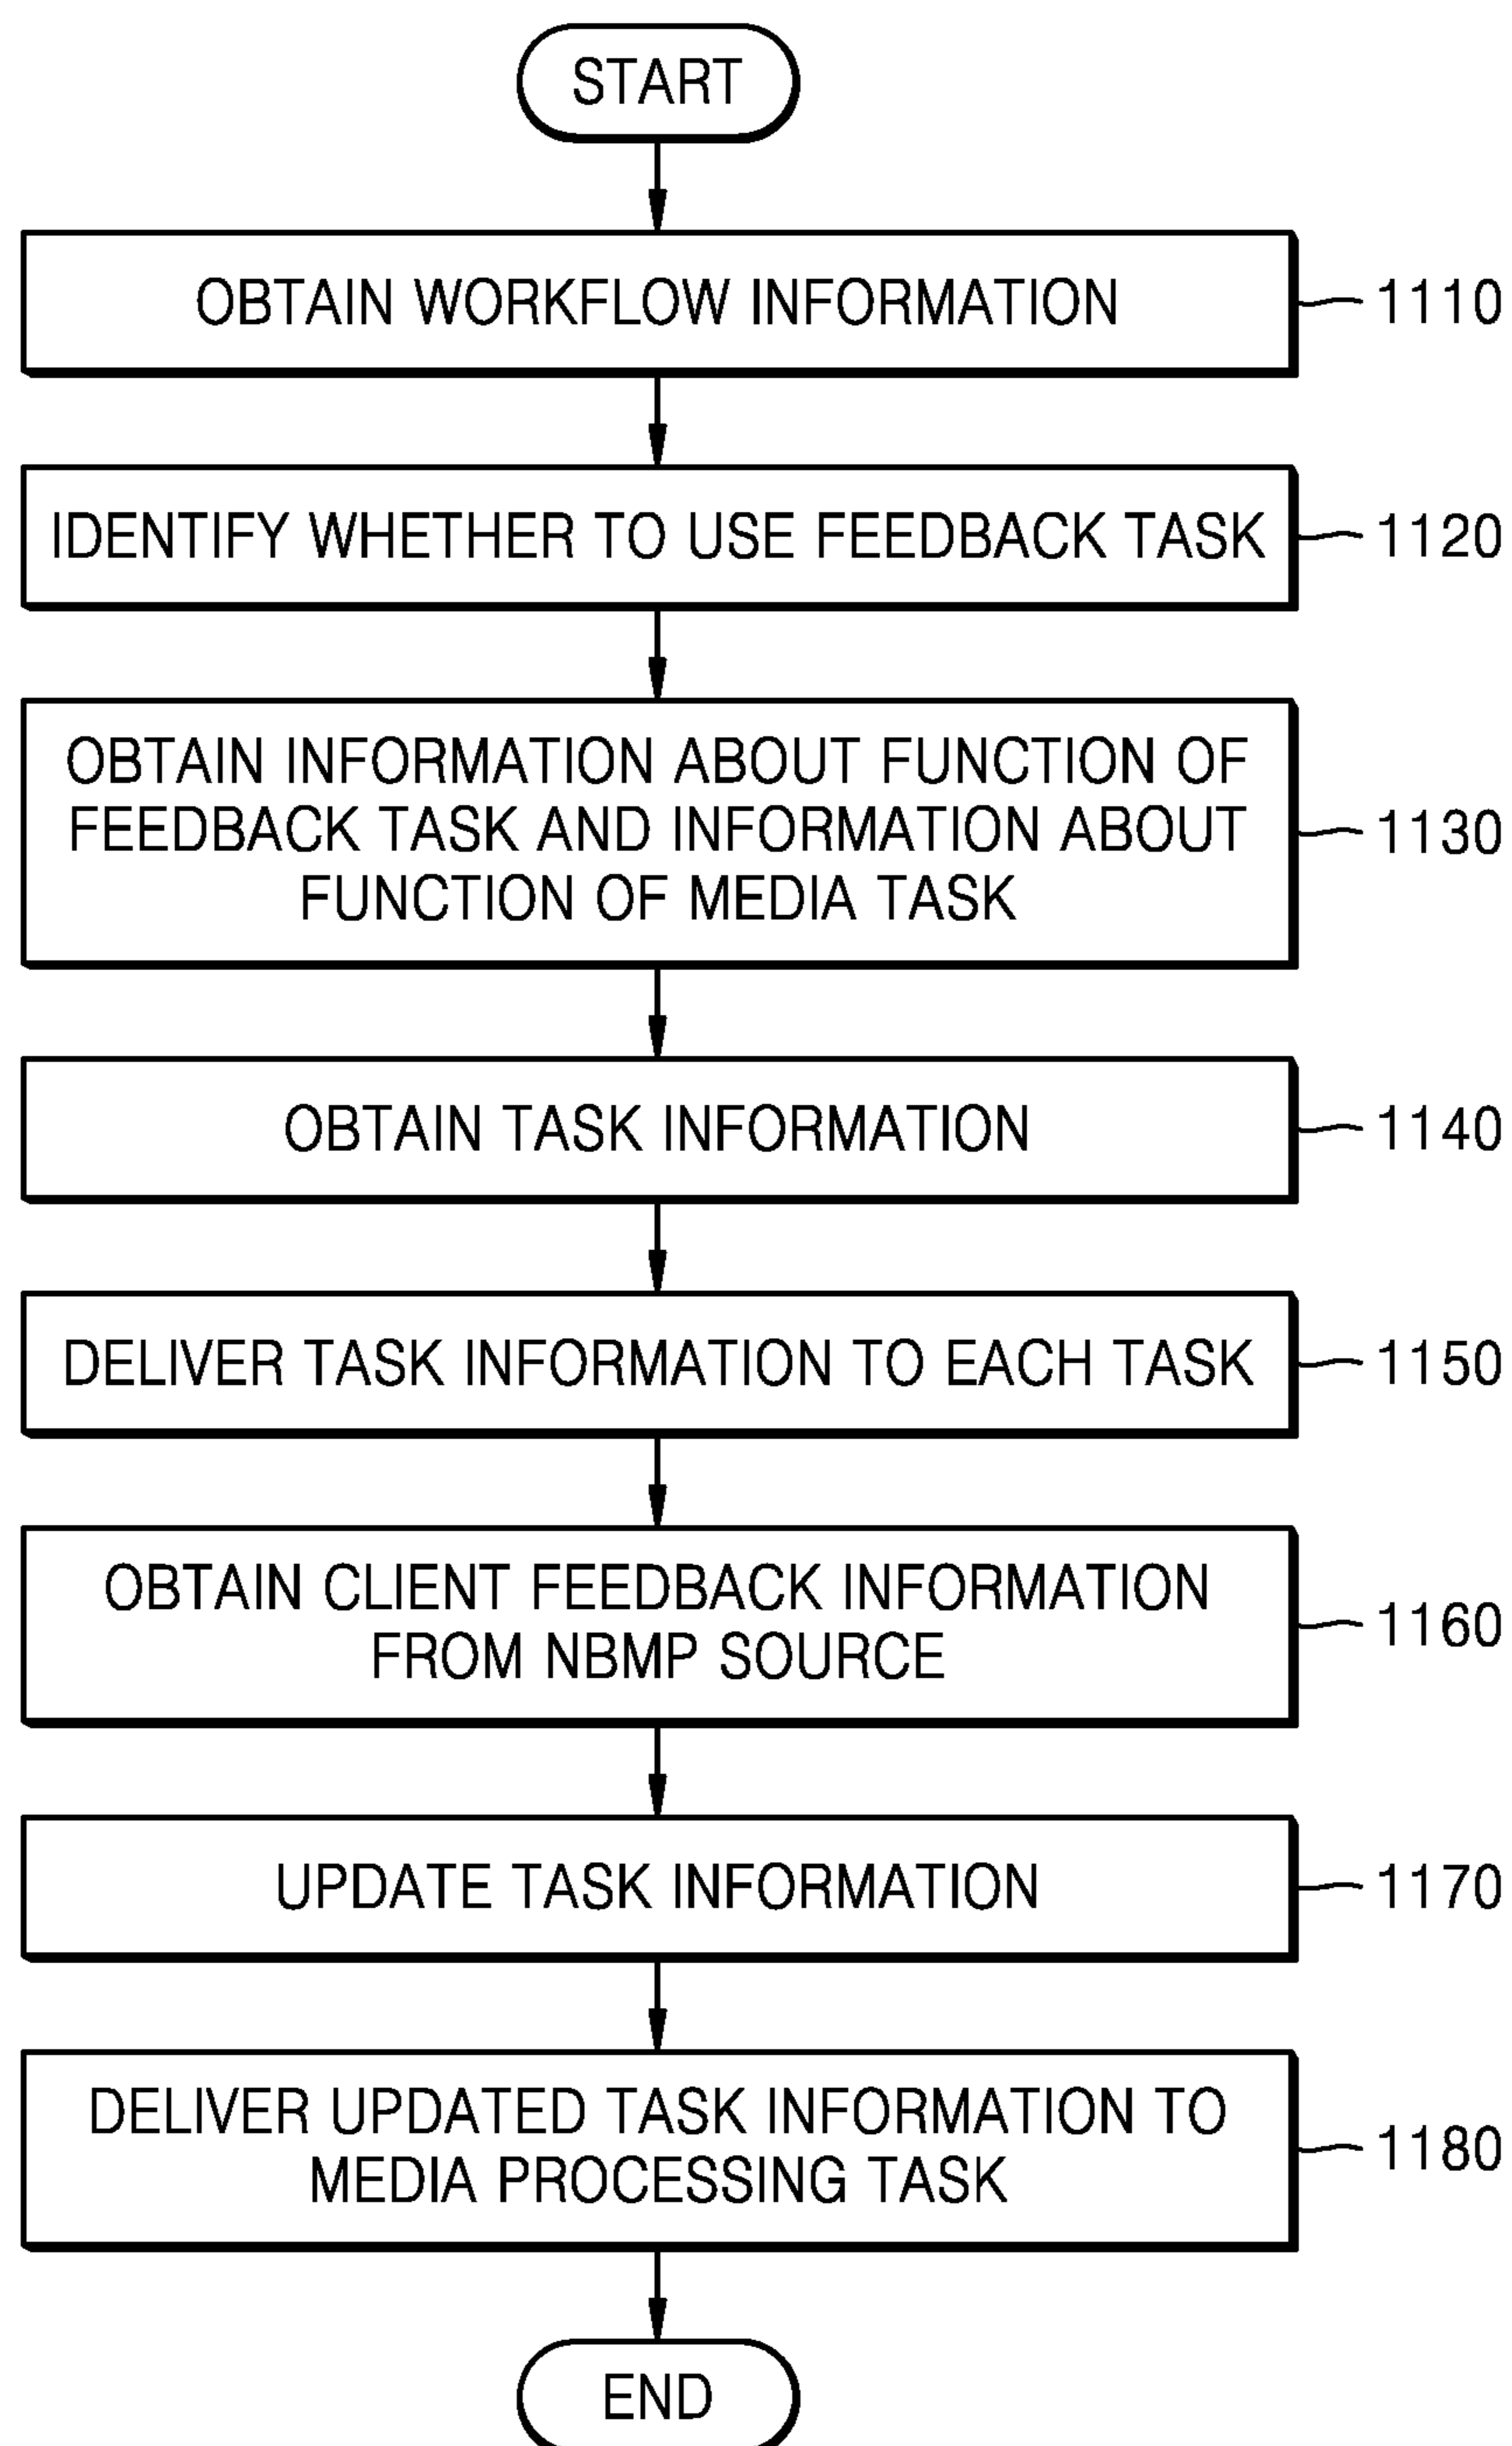 START
OBTAIN WORKFLOW INFORMATION
1110
IDENTIFY WHETHER TO USE FEEDBACK TASK
1120
OBTAIN INFORMATION ABOUT FUNCTION OF
FEEDBACK TASK AND INFORMATION ABOUT
FUNCTION OF MEDIA TASK
1130
OBTAIN TASK INFORMATION
1140
DELIVER TASK INFORMATION TO EACH TASK
1150
OBTAIN CLIENT FEEDBACK INFORMATION
FROM NBMP SOURCE
1160
UPDATE TASK INFORMATION
1170
DELIVER UPDATED TASK INFORMATION TO
MEDIA PROCESSING TASK
1180
END